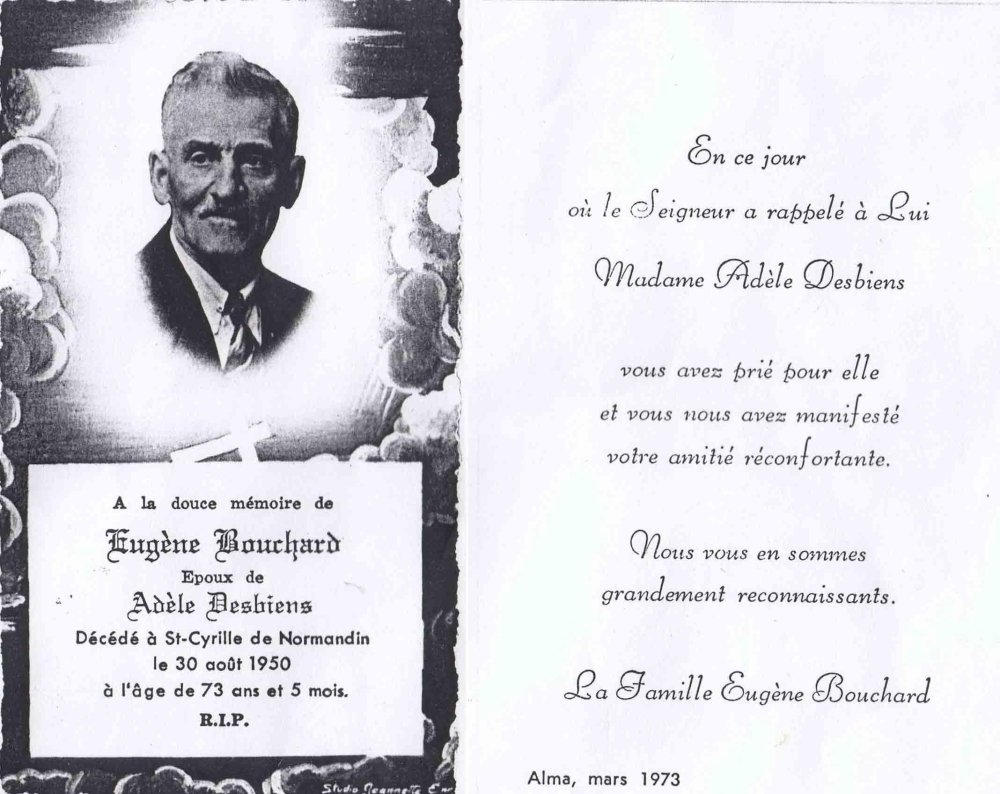 A la douce mémoire de
Eugène Bouchard
Epoux de
Adèle Desbiens
Décédé à St-Cyrille de Normandin
le 30 août 1950
à l'âge de 73 ans et 5 mois.
R.I.P.
Studio Jeannette
En ce jour
où le Seigneur a rappelé à Lui
Madame Adèle Desbiens
vous avez prié pour elle
et vous nous avez manifesté
votre amitié réconfortante.
Nous vous en sommes
grandement reconnaissants.
La Famille Eugène Bouchard
Alma, mars 1973